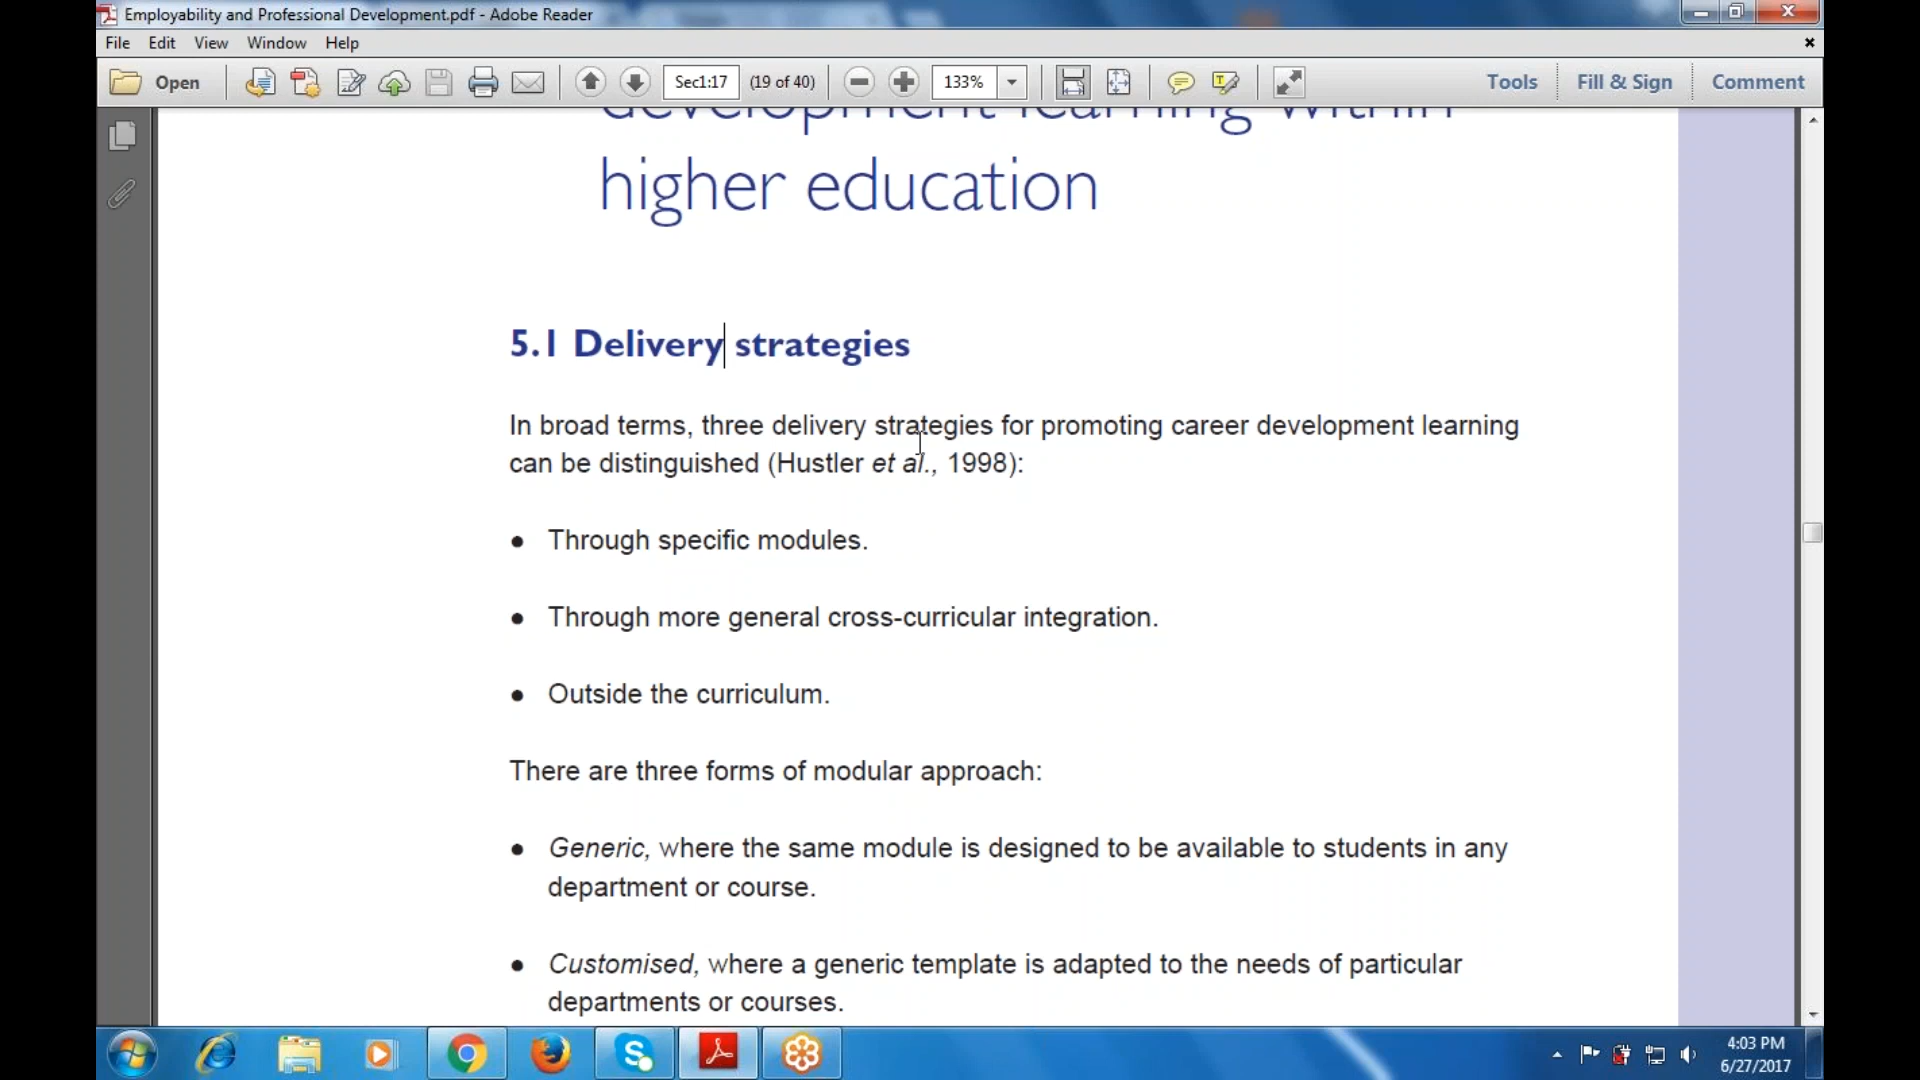 Employability and Professional Development.pdf - Adobe Reader
File Edit View Window Help
Open Sec1:17 (19 of 40) 133% Tools Fill & Sign Comment
development learning within
higher education
5.1 Delivery strategies
In broad terms, three delivery strategies for promoting career development learning
can be distinguished (Hustler et al., 1998):
● Through specific modules.
● Through more general cross-curricular integration.
● Outside the curriculum.
There are three forms of modular approach:
● Generic, where the same module is designed to be available to students in any
department or course.
● Customised, where a generic template is adapted to the needs of particular
departments or courses.
4:03 PM
6/27/2017